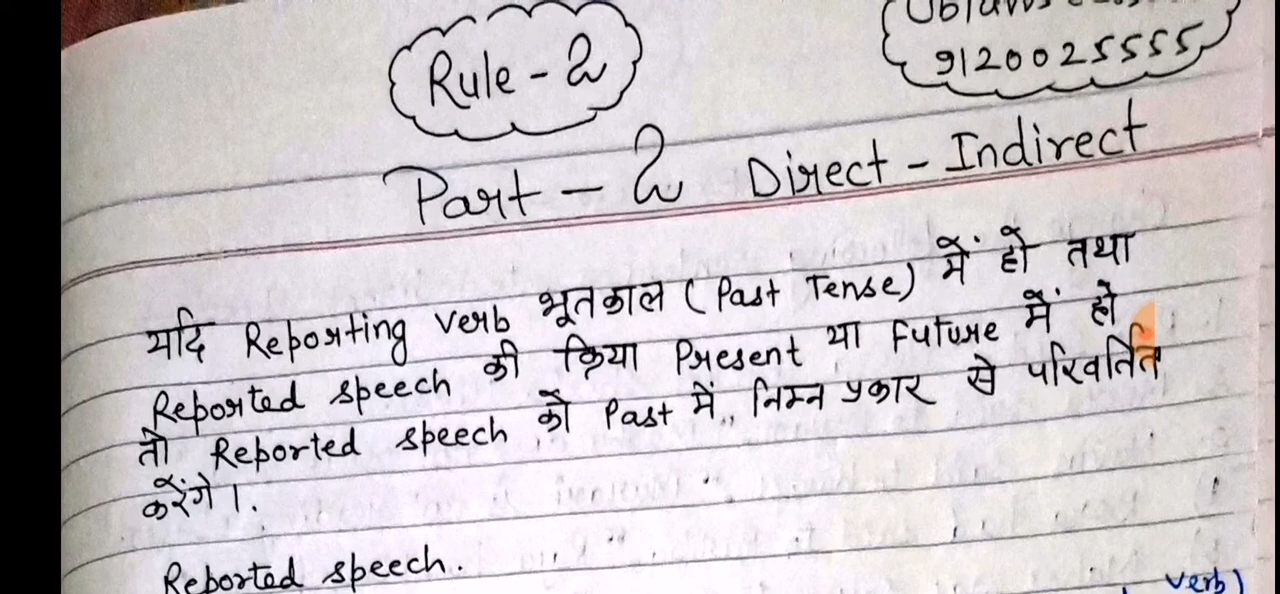 Rule-2
9120025555
Part-2 Direct-Indirect
यदि Reporting verb भूतकाल (Past Tense) में हो तथा
Reported speech की क्रिया Present या Future में हो
तो Reported speech को Past में,, निम्न प्रकार से परिवर्तित
करेंगे।.
Reported speech.
verb)